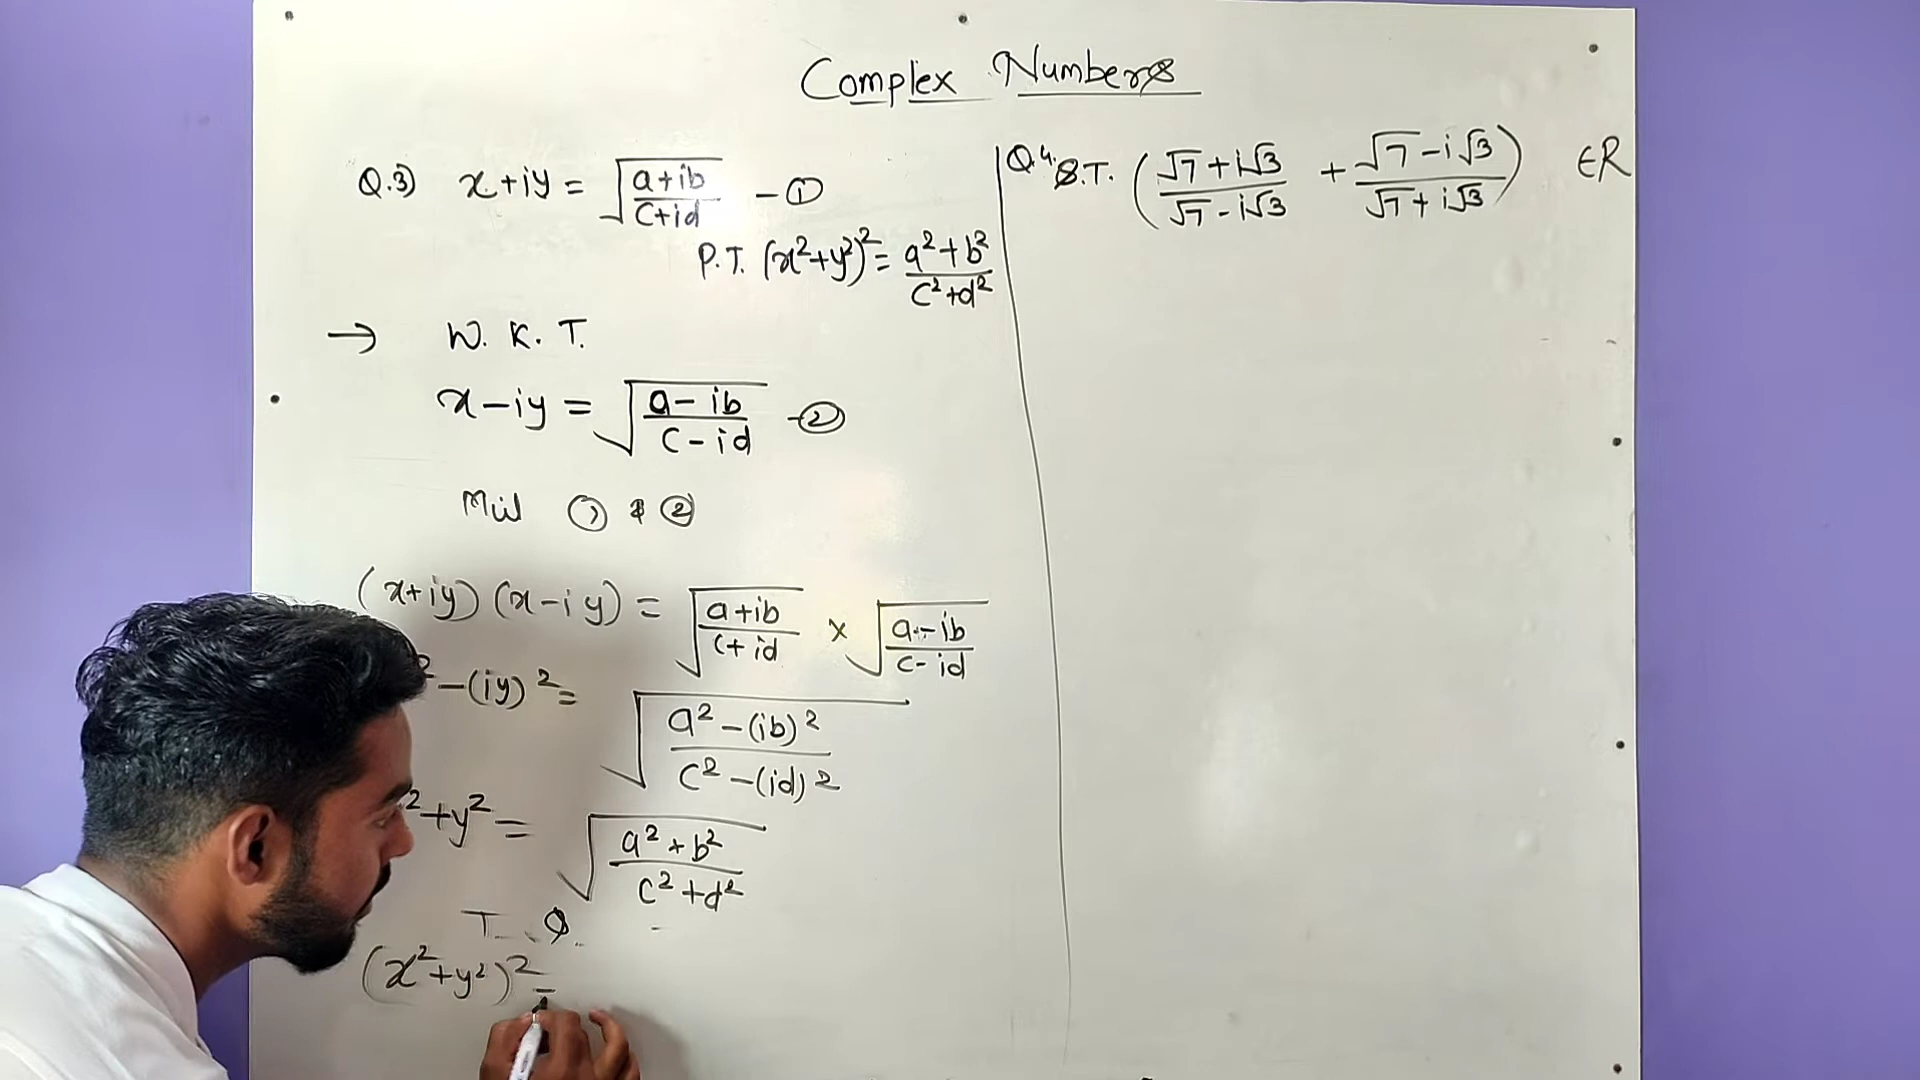 Complex Numbers
Q.3) x+iy = √(a+ib/c+id) - ①
P.T. (x²+y²)² = a²+b²/c²+d²
→ W. K. T.
x-iy = √(a-ib/c-id) - ②
Mul ① & ②
(x+iy) (x-iy) = √(a+ib/c+id) × √(a-ib/c-id)
² -(iy)² = √(a²-(ib)²/c²-(id)²)
² +y² = √(a²+b²/c²+d²)
(x²+y²)² =
Q.4. S.T. (√7+i√3/√7-i√3 + √7-i√3/√7+i√3) ∈R